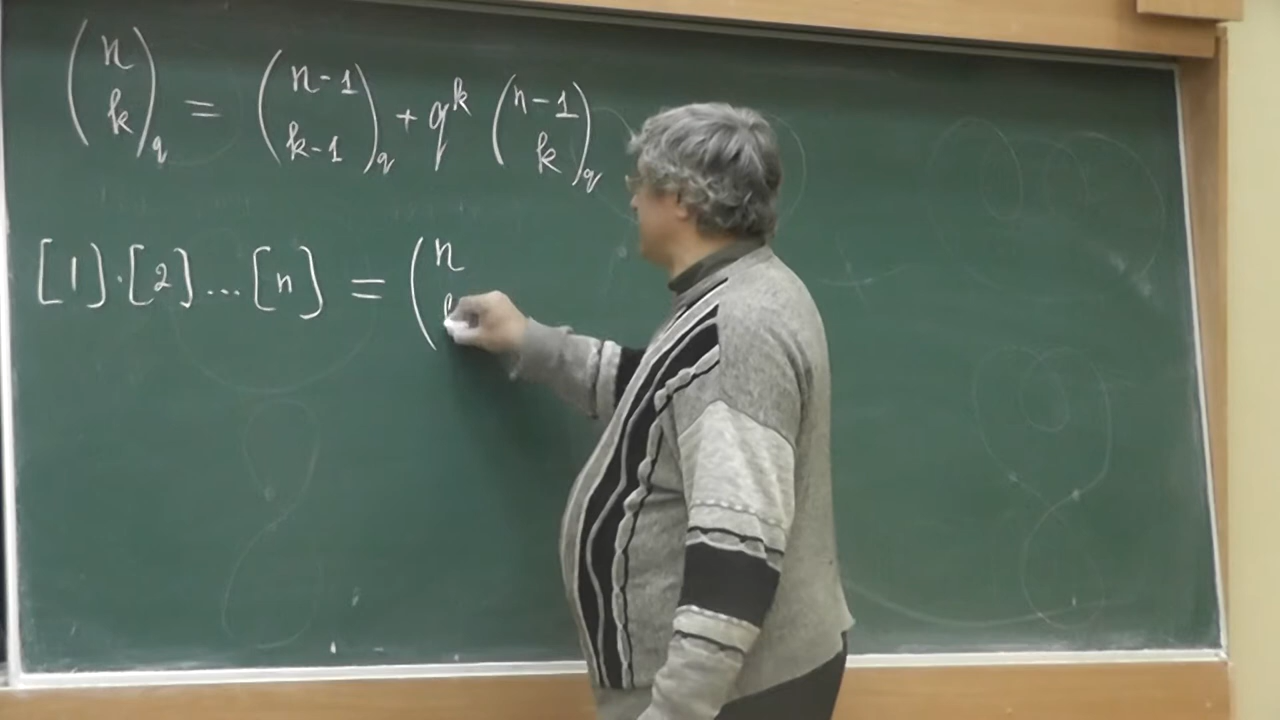 (n k)_q = (n-1 k-1)_q + q^k (n-1 k)_q
[1]·[2]...[n] = (n